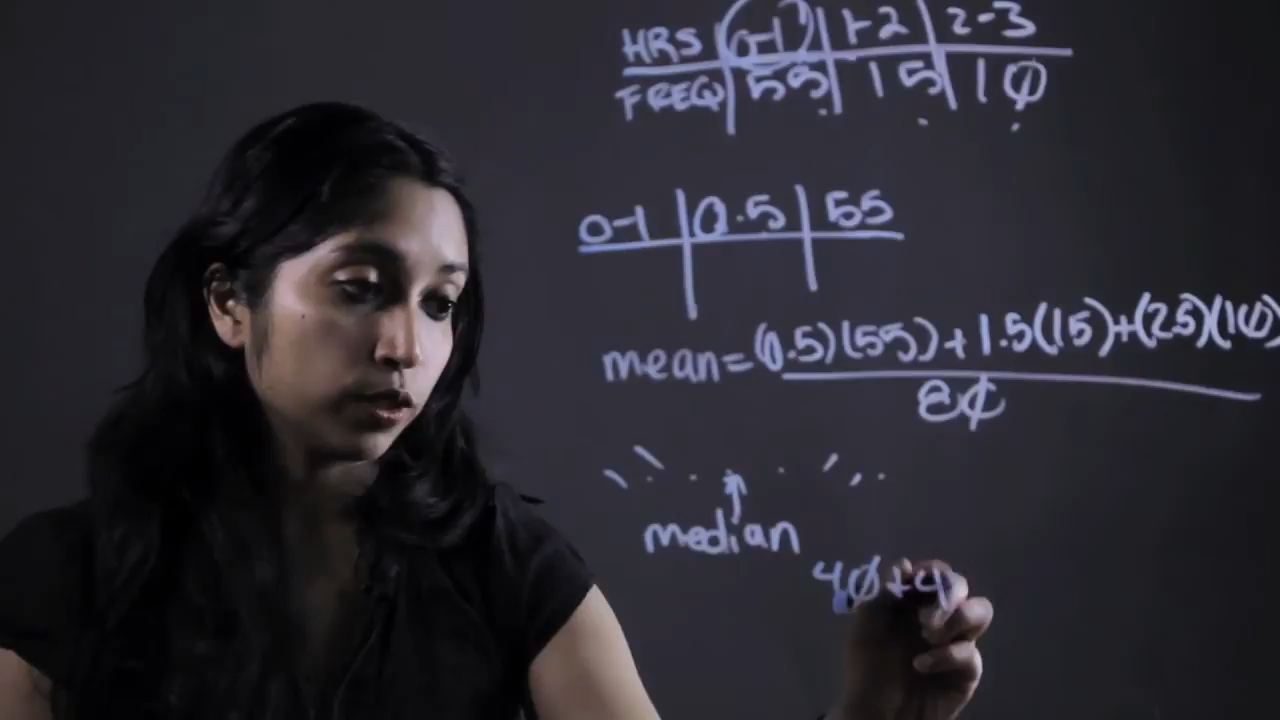 HRS | 0-1 | 1-2 | 2-3
FREQ | 55 | 15 | 10
0-1 | 0.5 | 55
mean = (0.5)(55) + 1.5(15) + (2.5)(10)
80
median
40 + 4